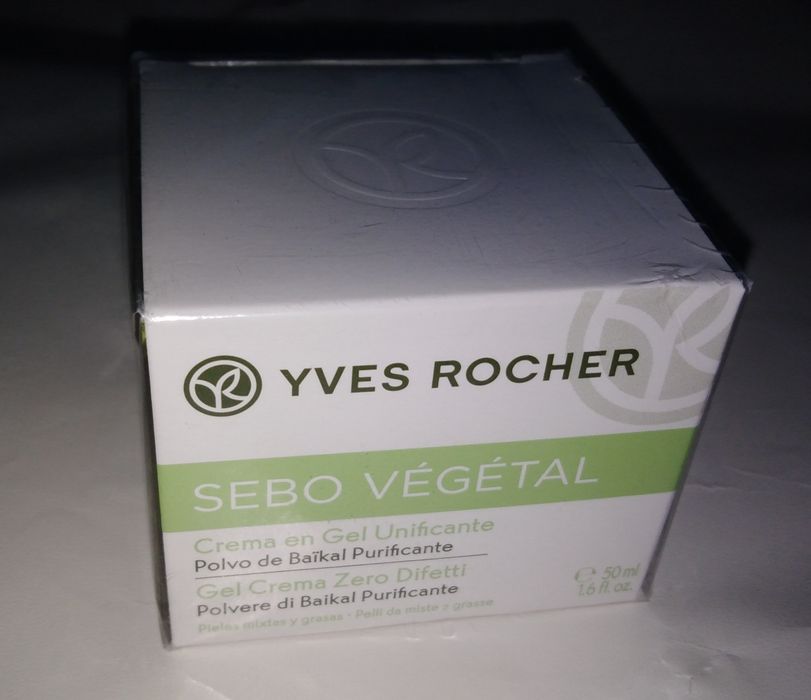 YVES ROCHER
SEBO VÉGÉTAL
Crema en Gel Unificante
Polvo de Baïkal Purificante
Gel Crema Zero Difetti
Polvere di Baikal Purificante
Pieles mixtas y grasas · Pelli da miste a grasse
℮ 50 ml
1.6 fl. oz.